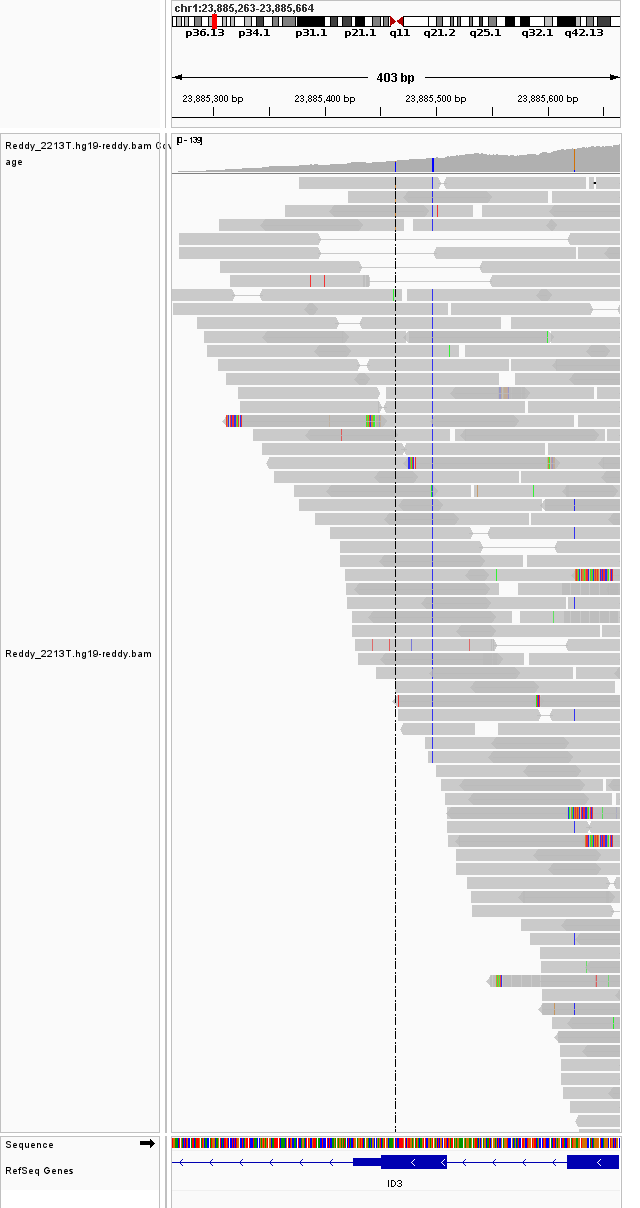 chr1:23,885,263-23,885,664
p36.13 p34.1 p31.1 p21.1 q11 q21.2 q25.1 q32.1 q42.13
403 bp
23,885,300 bp 23,885,400 bp 23,885,500 bp 23,885,600 bp
Reddy_2213T.hg19-reddy.bam Cov
age
[0 - 139]
Reddy_2213T.hg19-reddy.bam
Sequence
RefSeq Genes
ID3